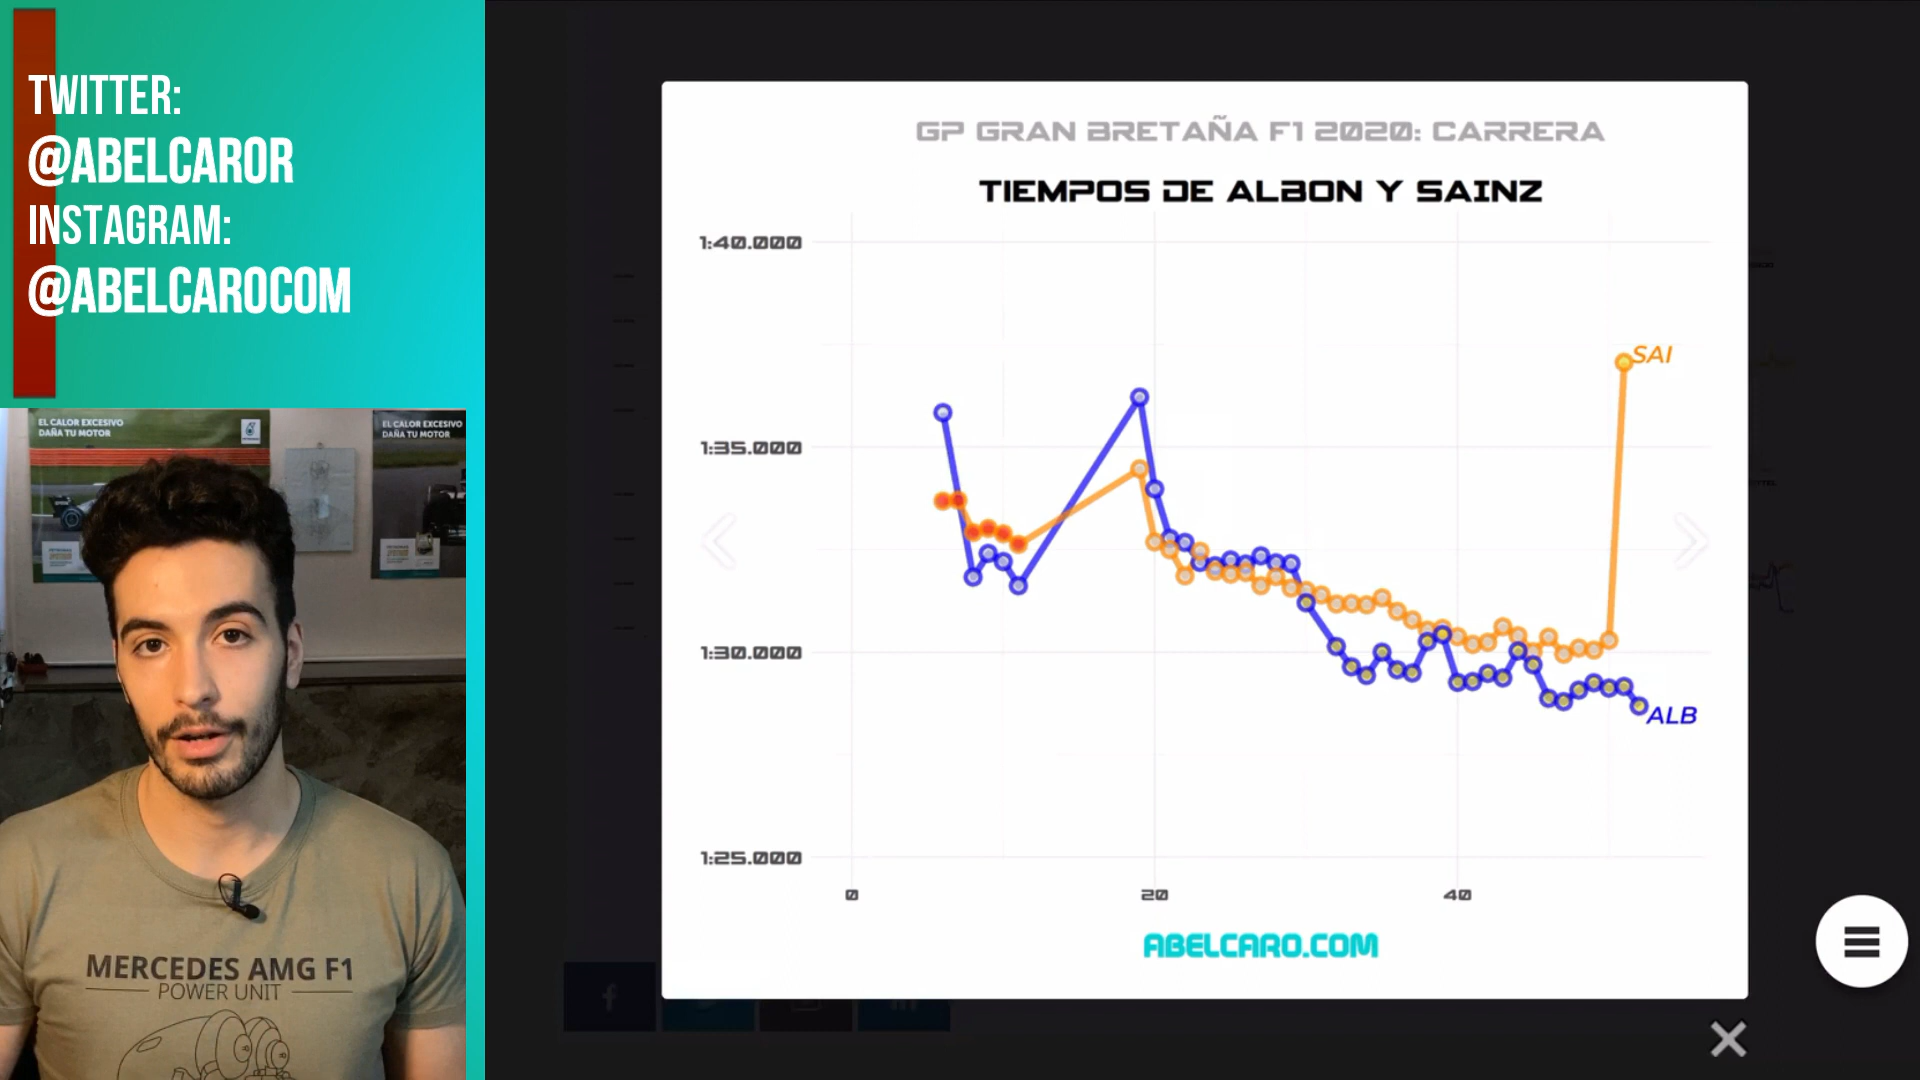 TWITTER:
@ABELCAROR
INSTAGRAM:
@ABELCAROCOM
EL CALOR EXCESIVO
DAÑA TU MOTOR
EL CALOR EXCESIVO
DAÑA TU MOTOR
MERCEDES AMG F1
POWER UNIT
GP GRAN BRETAÑA F1 2020: CARRERA
TIEMPOS DE ALBON Y SAINZ
1:40.000
1:35.000
1:30.000
1:25.000
SAI
ALB
0
20
40
ABELCARO.COM